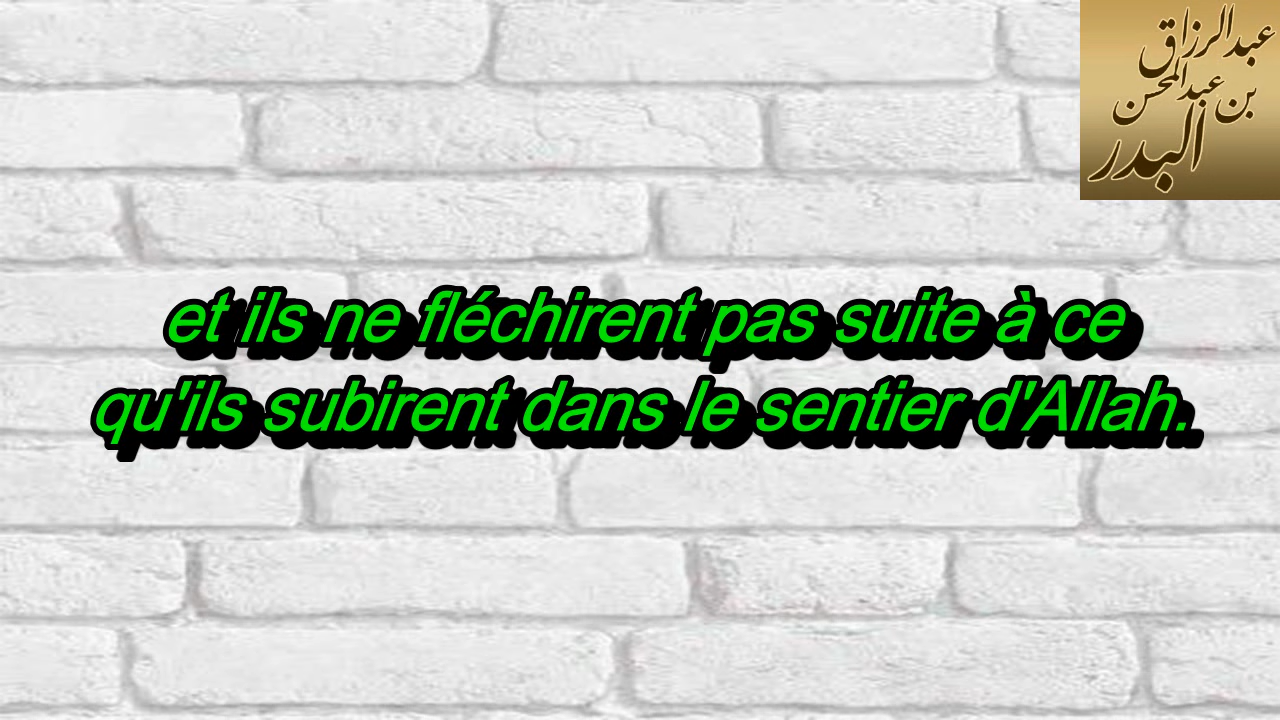 عبدالرزاق
بن عبدالمحسن
البدر
et ils ne fléchirent pas suite à ce
qu'ils subirent dans le sentier d'Allah.